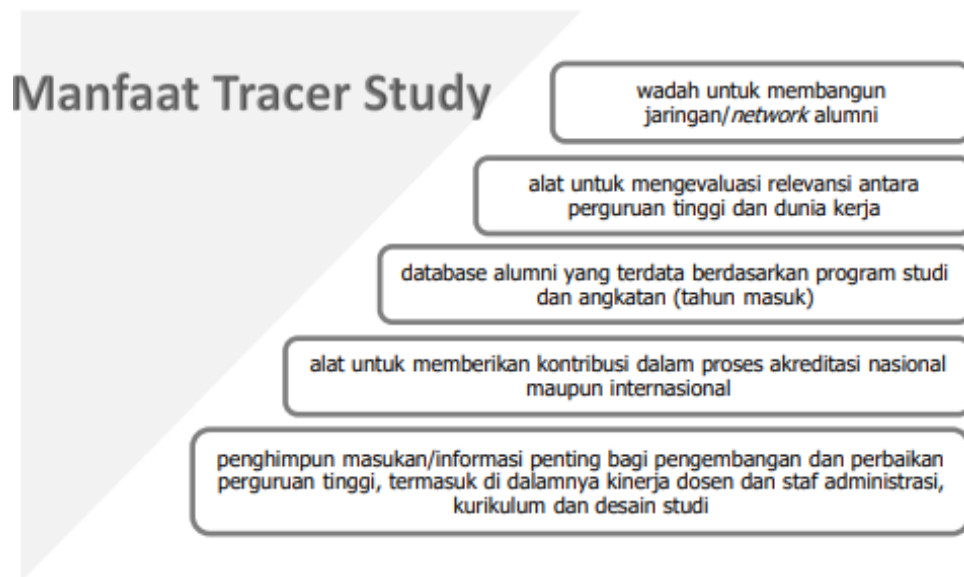 Manfaat Tracer Study
wadah untuk membangun
jaringan/network alumni
alat untuk mengevaluasi relevansi antara
perguruan tinggi dan dunia kerja
database alumni yang terdata berdasarkan program studi
dan angkatan (tahun masuk)
alat untuk memberikan kontribusi dalam proses akreditasi nasional
maupun internasional
penghimpun masukan/informasi penting bagi pengembangan dan perbaikan
perguruan tinggi, termasuk di dalamnya kinerja dosen dan staf administrasi,
kurikulum dan desain studi